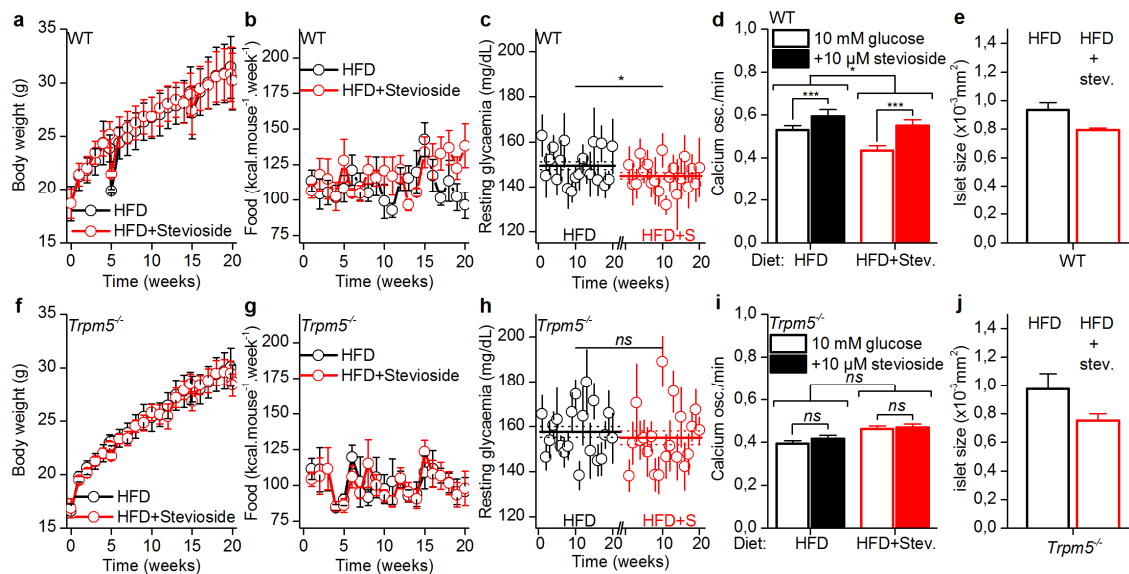 a
WT
Body weight (g)
35
30
25
20
15
HFD
HFD+Stevioside
0 5 10 15 20
Time (weeks)
b
WT
Food (kcal.mouse⁻¹.week⁻¹)
150
125
100
75
HFD
HFD+Stevioside
0 5 10 15 20
Time (weeks)
c
WT
Resting glycaemia (mg/dL)
200
180
160
140
120
*
HFD
HFD+S
0 10 20 0 10 20
Time (weeks)
d
WT
Calcium osc./min
1,0
0,8
0,6
0,4
0,2
0,0
10 mM glucose
+10 µM stevioside
*
***
***
Diet: HFD HFD+Stev.
e
Islet size (x10⁻³mm²)
1,4
1,2
1,0
0,8
0,6
0,4
0,2
0,0
HFD HFD
+
stev.
WT
f
Trpm5⁻/⁻
Body weight (g)
35
30
25
20
15
HFD
HFD+Stevioside
0 5 10 15 20
Time (weeks)
g
Trpm5⁻/⁻
Food (kcal.mouse⁻¹.week⁻¹)
150
125
100
75
HFD
HFD+Stevioside
0 5 10 15 20
Time (weeks)
h
Trpm5⁻/⁻
Resting glycaemia (mg/dL)
200
180
160
140
120
ns
HFD
HFD+S
0 10 20 0 10 20
Time (weeks)
i
Trpm5⁻/⁻
Calcium osc./min
1,0
0,8
0,6
0,4
0,2
0,0
10 mM glucose
+10 µM stevioside
ns
ns
ns
Diet: HFD HFD+Stev.
j
islet size (x10⁻³mm²)
1,4
1,2
1,0
0,8
0,6
0,4
0,2
0,0
HFD HFD
+
stev.
Trpm5⁻/⁻